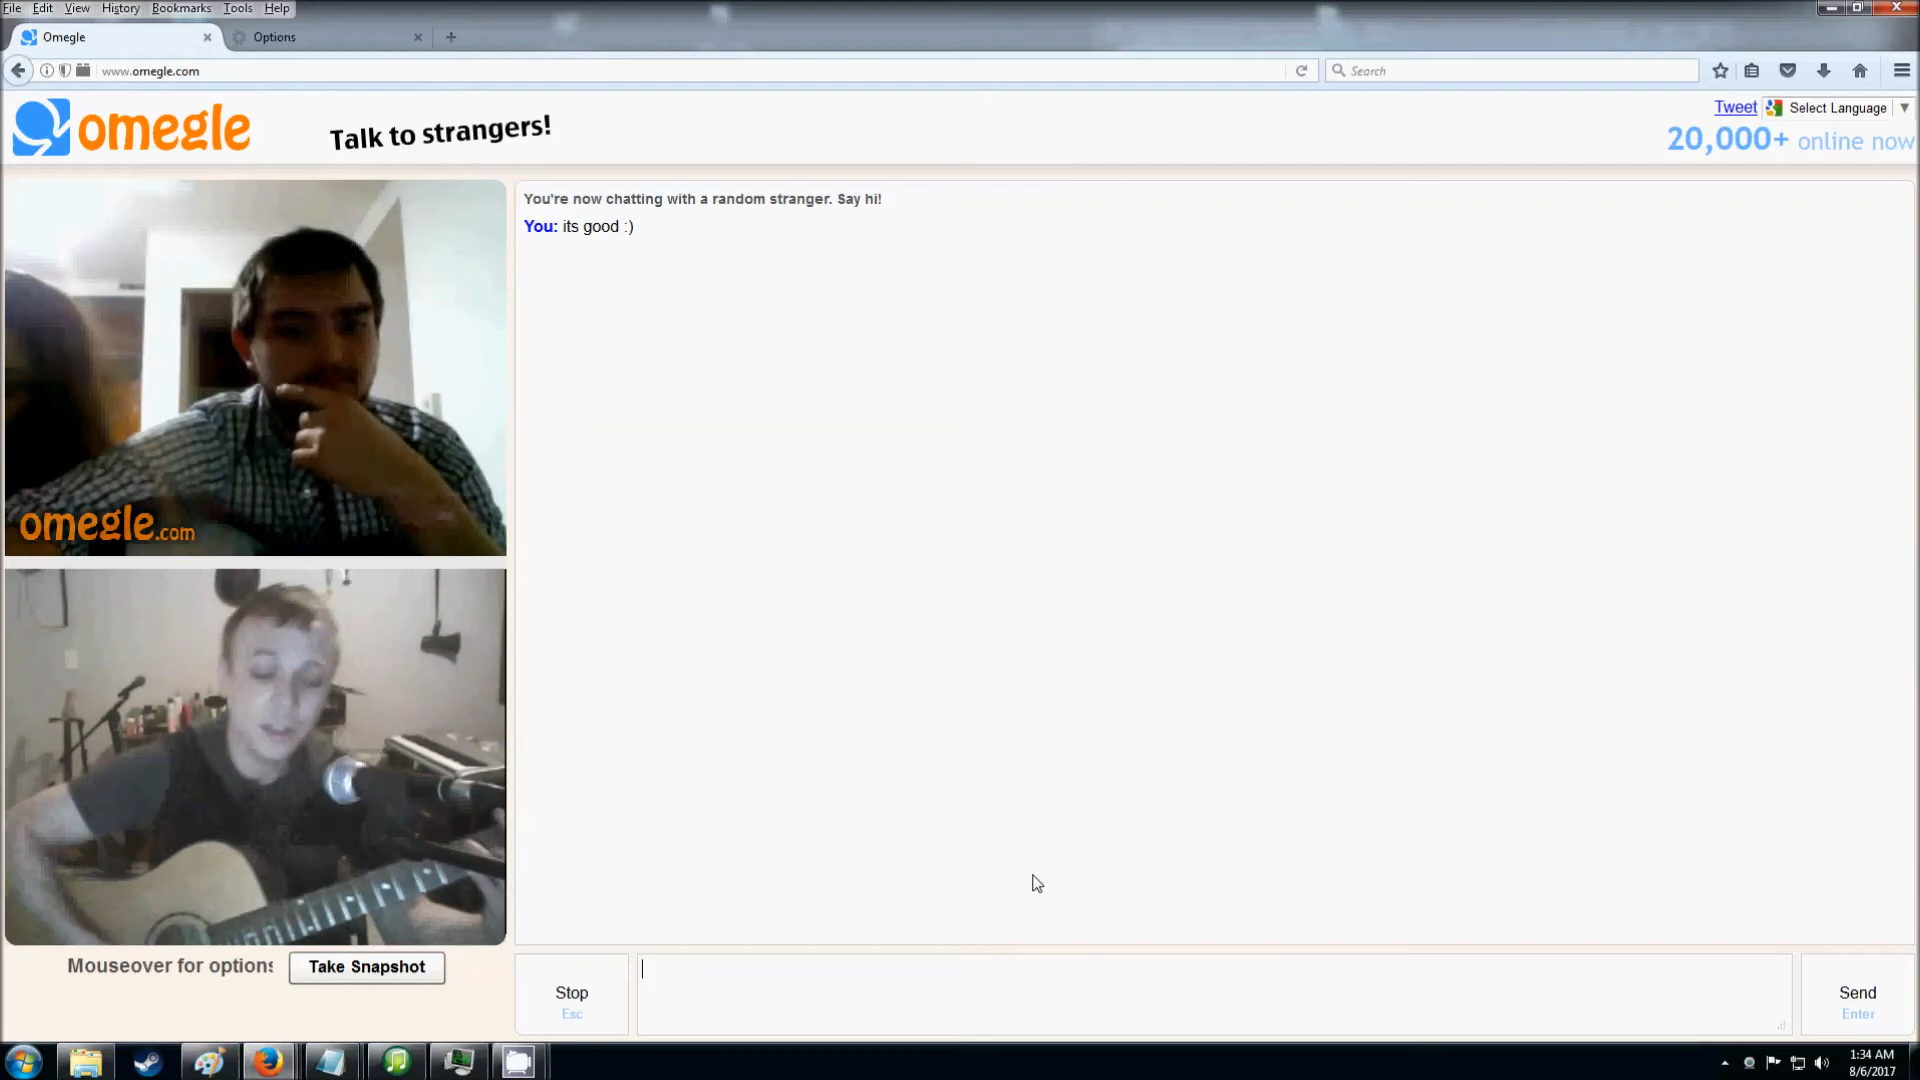 File Edit View History Bookmarks Tools Help
Omegle
Options
www.omegle.com
Search
omegle
Talk to strangers!
Tweet
Select Language
20,000+ online now
You're now chatting with a random stranger. Say hi!
You: its good :)
omegle.com
Mouseover for options
Take Snapshot
Stop
Esc
Send
Enter
1:34 AM
8/6/2017